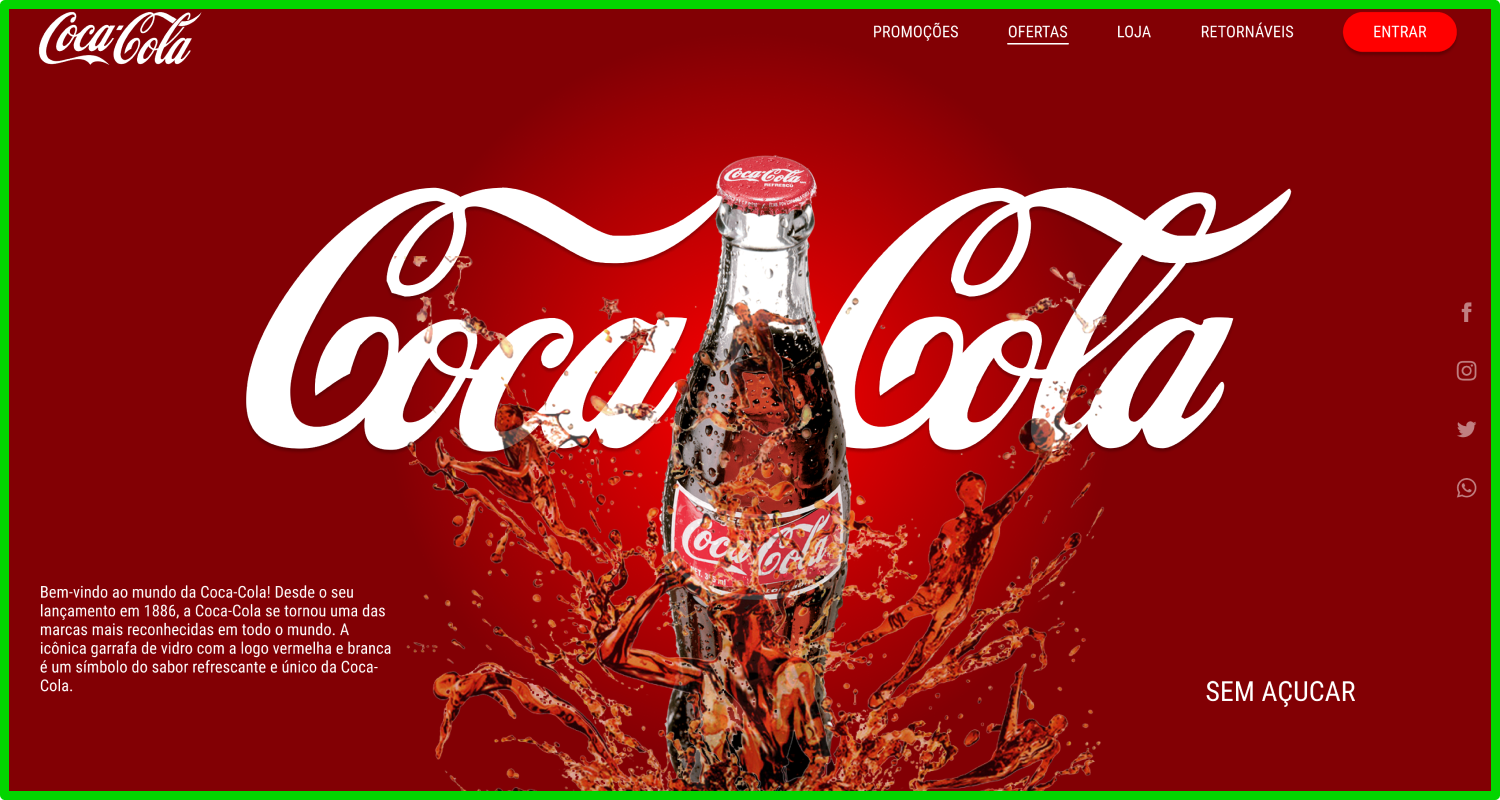 Coca-Cola
PROMOÇÕES
OFERTAS
LOJA
RETORNÁVEIS
ENTRAR
Coca-Cola
REFRESCO
Coca Cola
Coca Cola
Bem-vindo ao mundo da Coca-Cola! Desde o seu
lançamento em 1886, a Coca-Cola se tornou uma das
marcas mais reconhecidas em todo o mundo. A
icônica garrafa de vidro com a logo vermelha e branca
é um símbolo do sabor refrescante e único da Coca-
Cola.
SEM AÇUCAR